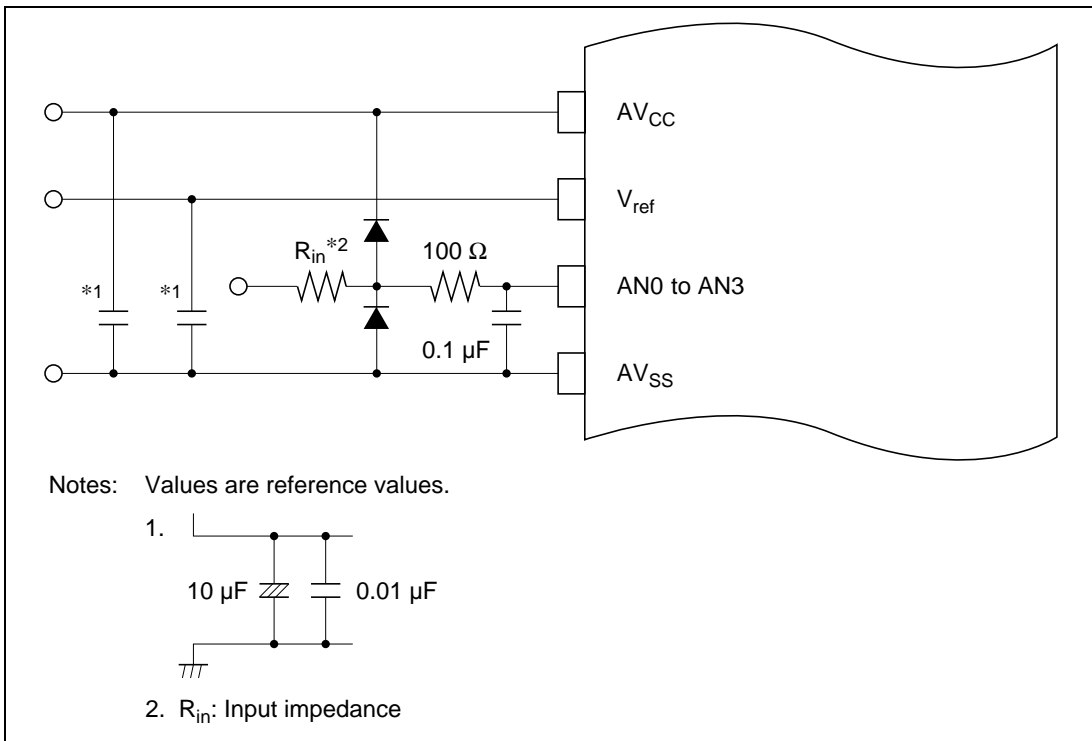 AVCC
Vref
Rin*2
100 Ω
*1
*1
AN0 to AN3
0.1 µF
AVSS
Notes: Values are reference values.
1.
10 µF
0.01 µF
2. Rin: Input impedance